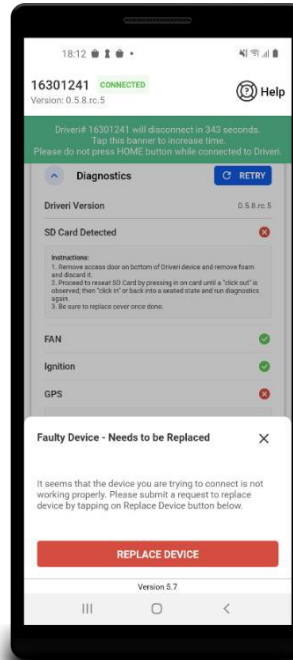 18:12
16301241 CONNECTED
Version: 0.5.8.rc.5
Help
Driveri# 16301241 will disconnect in 343 seconds.
Tap this banner to increase time.
Please do not press HOME button while connected to Driveri.
Diagnostics
RETRY
Driveri Version
0.5.8.rc.5
SD Card Detected
Instructions:
1. Remove access door on bottom of Driveri device and remove foam
and discard it.
2. Proceed to reseat SD Card by pressing in on card until a "click out" is
observed; then "click in" or back into a seated state and run diagnostics
again.
3. Be sure to replace cover once done.
FAN
Ignition
GPS
Faulty Device - Needs to be Replaced
It seems that the device you are trying to connect is not
working properly. Please submit a request to replace
device by tapping on Replace Device button below.
REPLACE DEVICE
Version 5.7